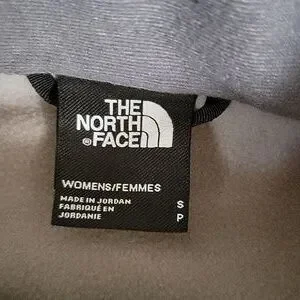 THE
NORTH
®FACE
WOMENS/FEMMES
MADE IN JORDAN
FABRIQUÉ EN
JORDANIE
S
P